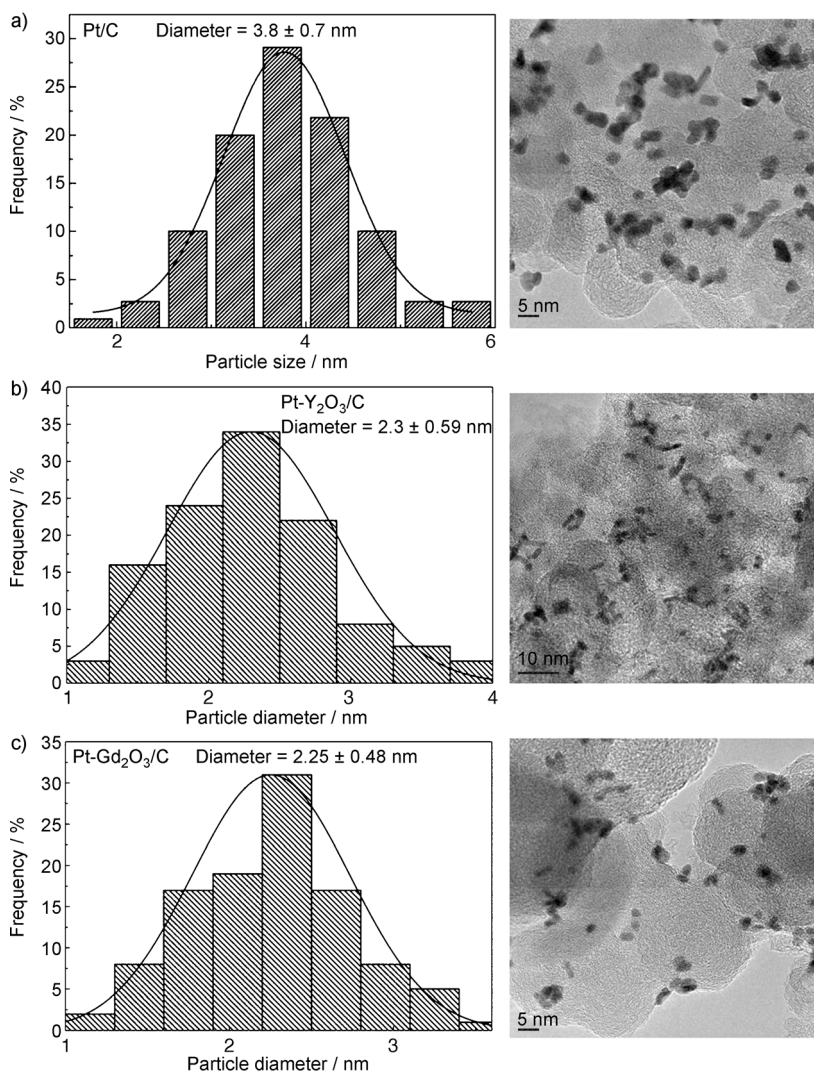 a)
Pt/C Diameter = 3.8 ± 0.7 nm
Frequency / %
30
25
20
15
10
5
0
2 4 6
Particle size / nm
5 nm
b)
Pt-Y₂O₃/C
Diameter = 2.3 ± 0.59 nm
Frequency / %
40
35
30
25
20
15
10
5
0
1 2 3 4
Particle diameter / nm
10 nm
c)
Pt-Gd₂O₃/C Diameter = 2.25 ± 0.48 nm
Frequency / %
35
30
25
20
15
10
5
0
1 2 3
Particle diameter / nm
5 nm